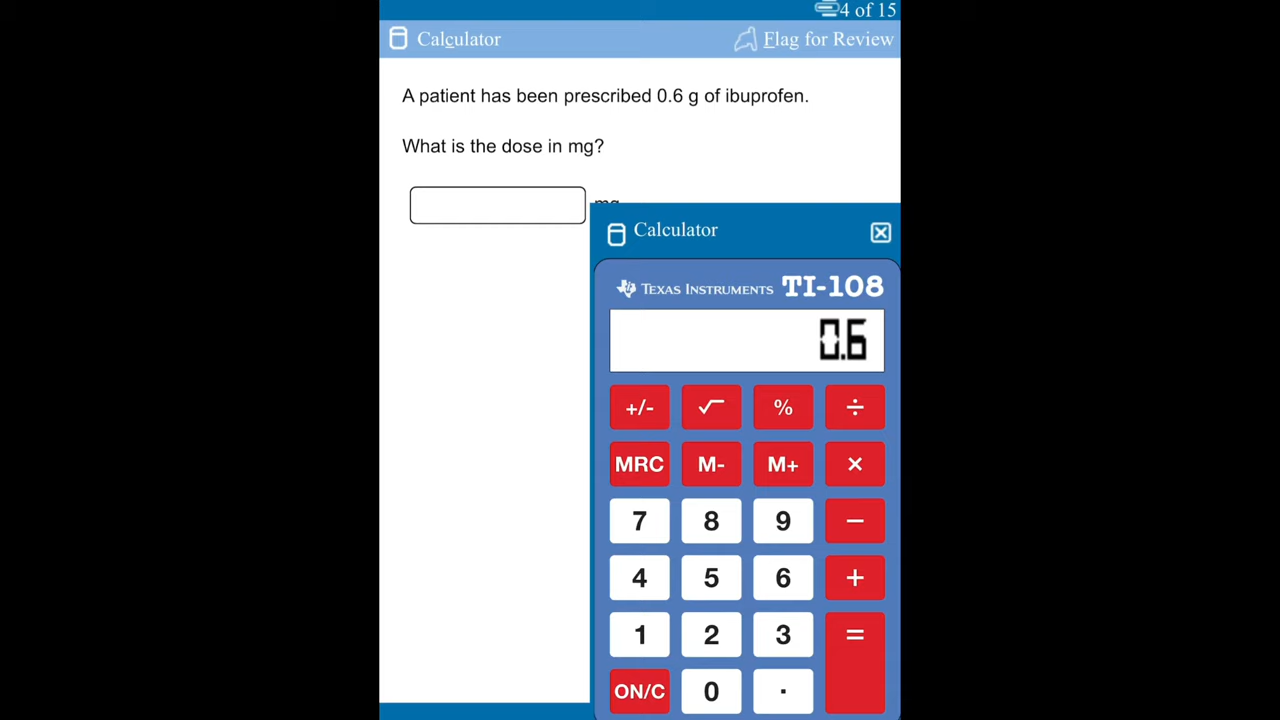 4 of 15
Calculator
Flag for Review
A patient has been prescribed 0.6 g of ibuprofen.
What is the dose in mg?
mg
Calculator
TEXAS INSTRUMENTS TI-108
0.6
+/- √ % ÷
MRC M- M+ ×
7 8 9 −
4 5 6 +
1 2 3 =
ON/C 0 ·